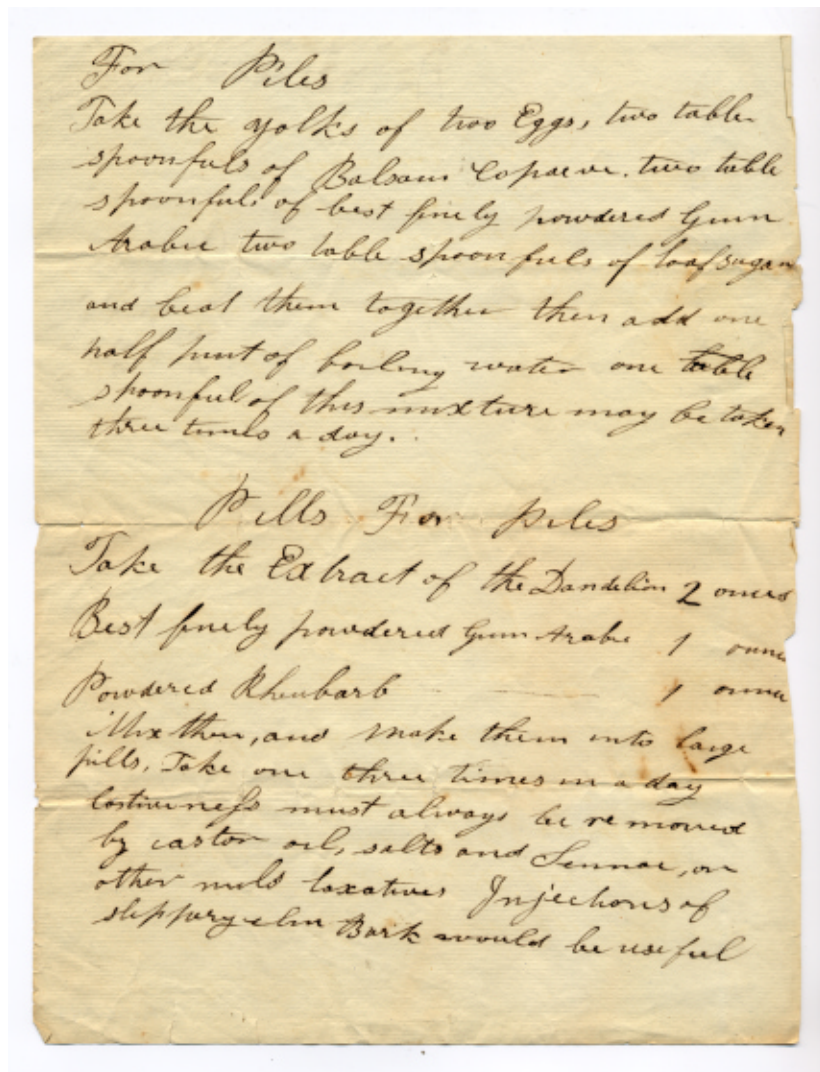 For Piles
Take the yolks of two Eggs, two table
spoonfuls of Balsam Copaeve. two table
spoonfuls of best finely powdered Gum
Arabic two table spoonfuls of loaf sugar
and beat them together then add one
half pint of boiling water one table
spoonful of this mixture may be taken
three times a day.
Pills For Piles
Take the Extract of the Dandelion 2 ounces
Best finely powdered Gum Arabic 1 ounce
Powdered Rheubarb 1 ounce
Mix then, and make them into large
pills. Take one three times in a day
Costiveness must always be removed
by castor oil, salts and Sennae, or
other mild laxatives Injections of
slippery elm Bark would be useful